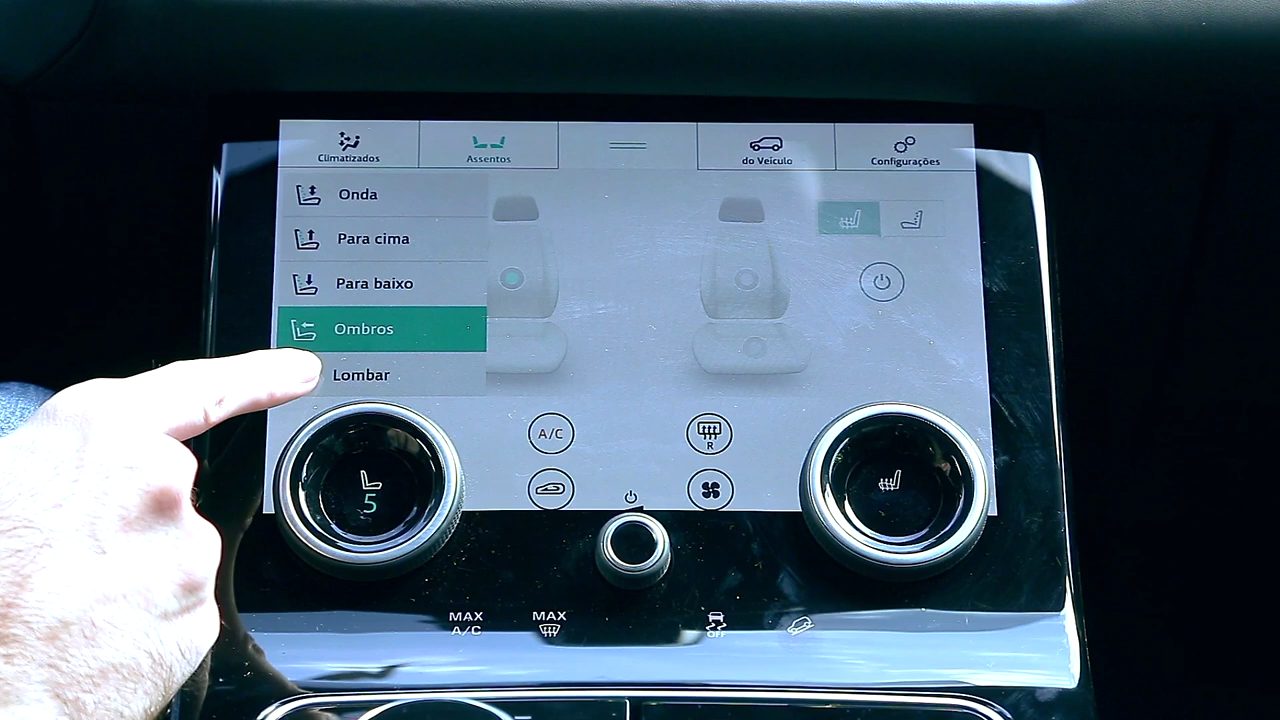 Climatizados
Assentos
do Veículo
Configurações
Onda
Para cima
Para baixo
Ombros
Lombar
A/C
R
5
MAX
A/C
MAX
OFF